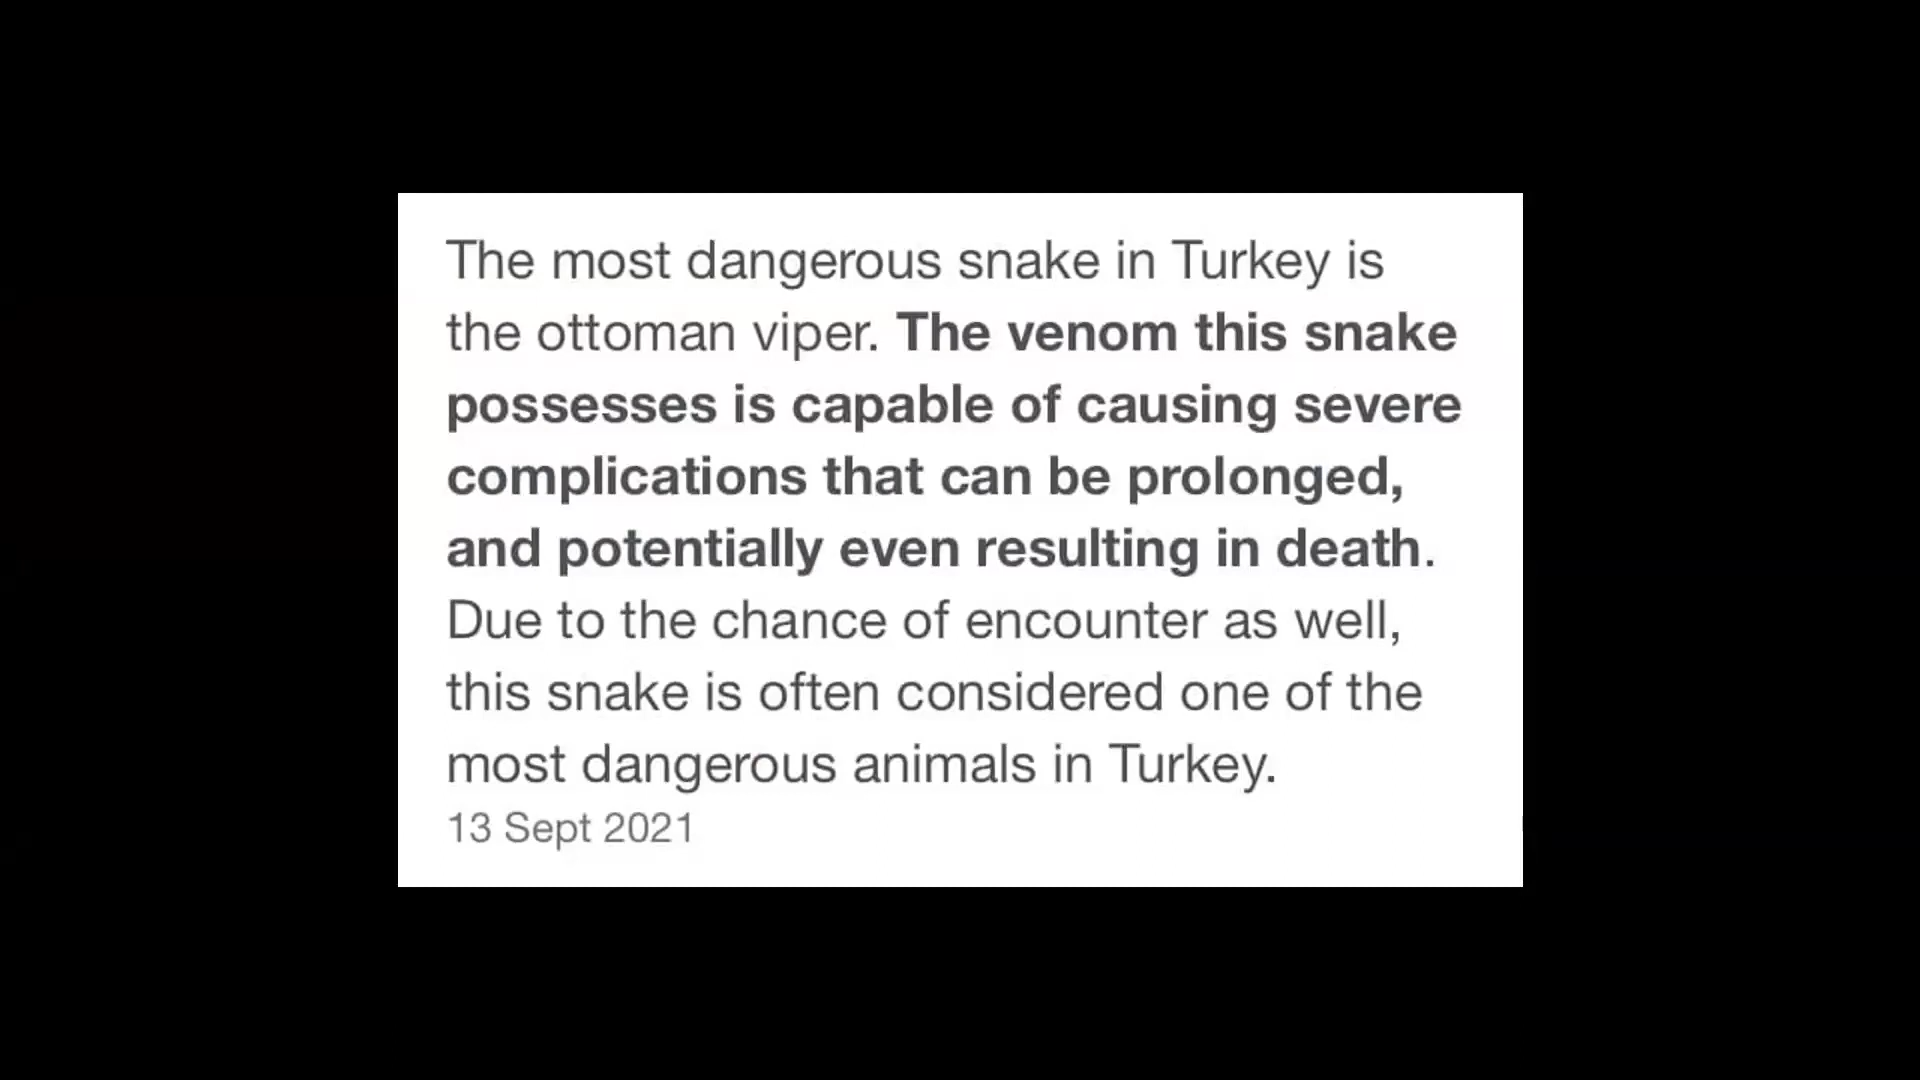 The most dangerous snake in Turkey is
the ottoman viper. The venom this snake
possesses is capable of causing severe
complications that can be prolonged,
and potentially even resulting in death.
Due to the chance of encounter as well,
this snake is often considered one of the
most dangerous animals in Turkey.
13 Sept 2021